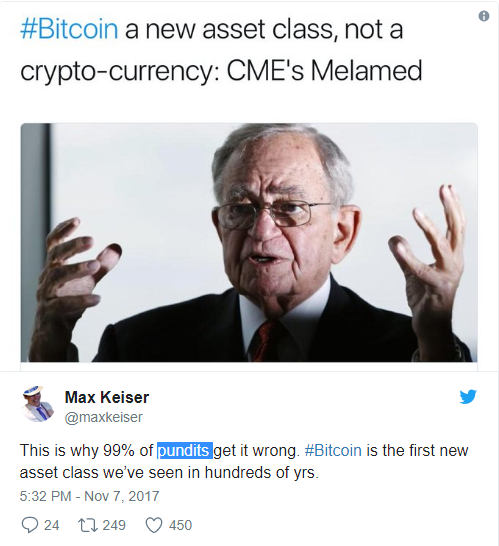 #Bitcoin a new asset class, not a
crypto-currency: CME's Melamed
Max Keiser
@maxkeiser
This is why 99% of pundits get it wrong. #Bitcoin is the first new
asset class we've seen in hundreds of yrs.
5:32 PM - Nov 7, 2017
24 249 450